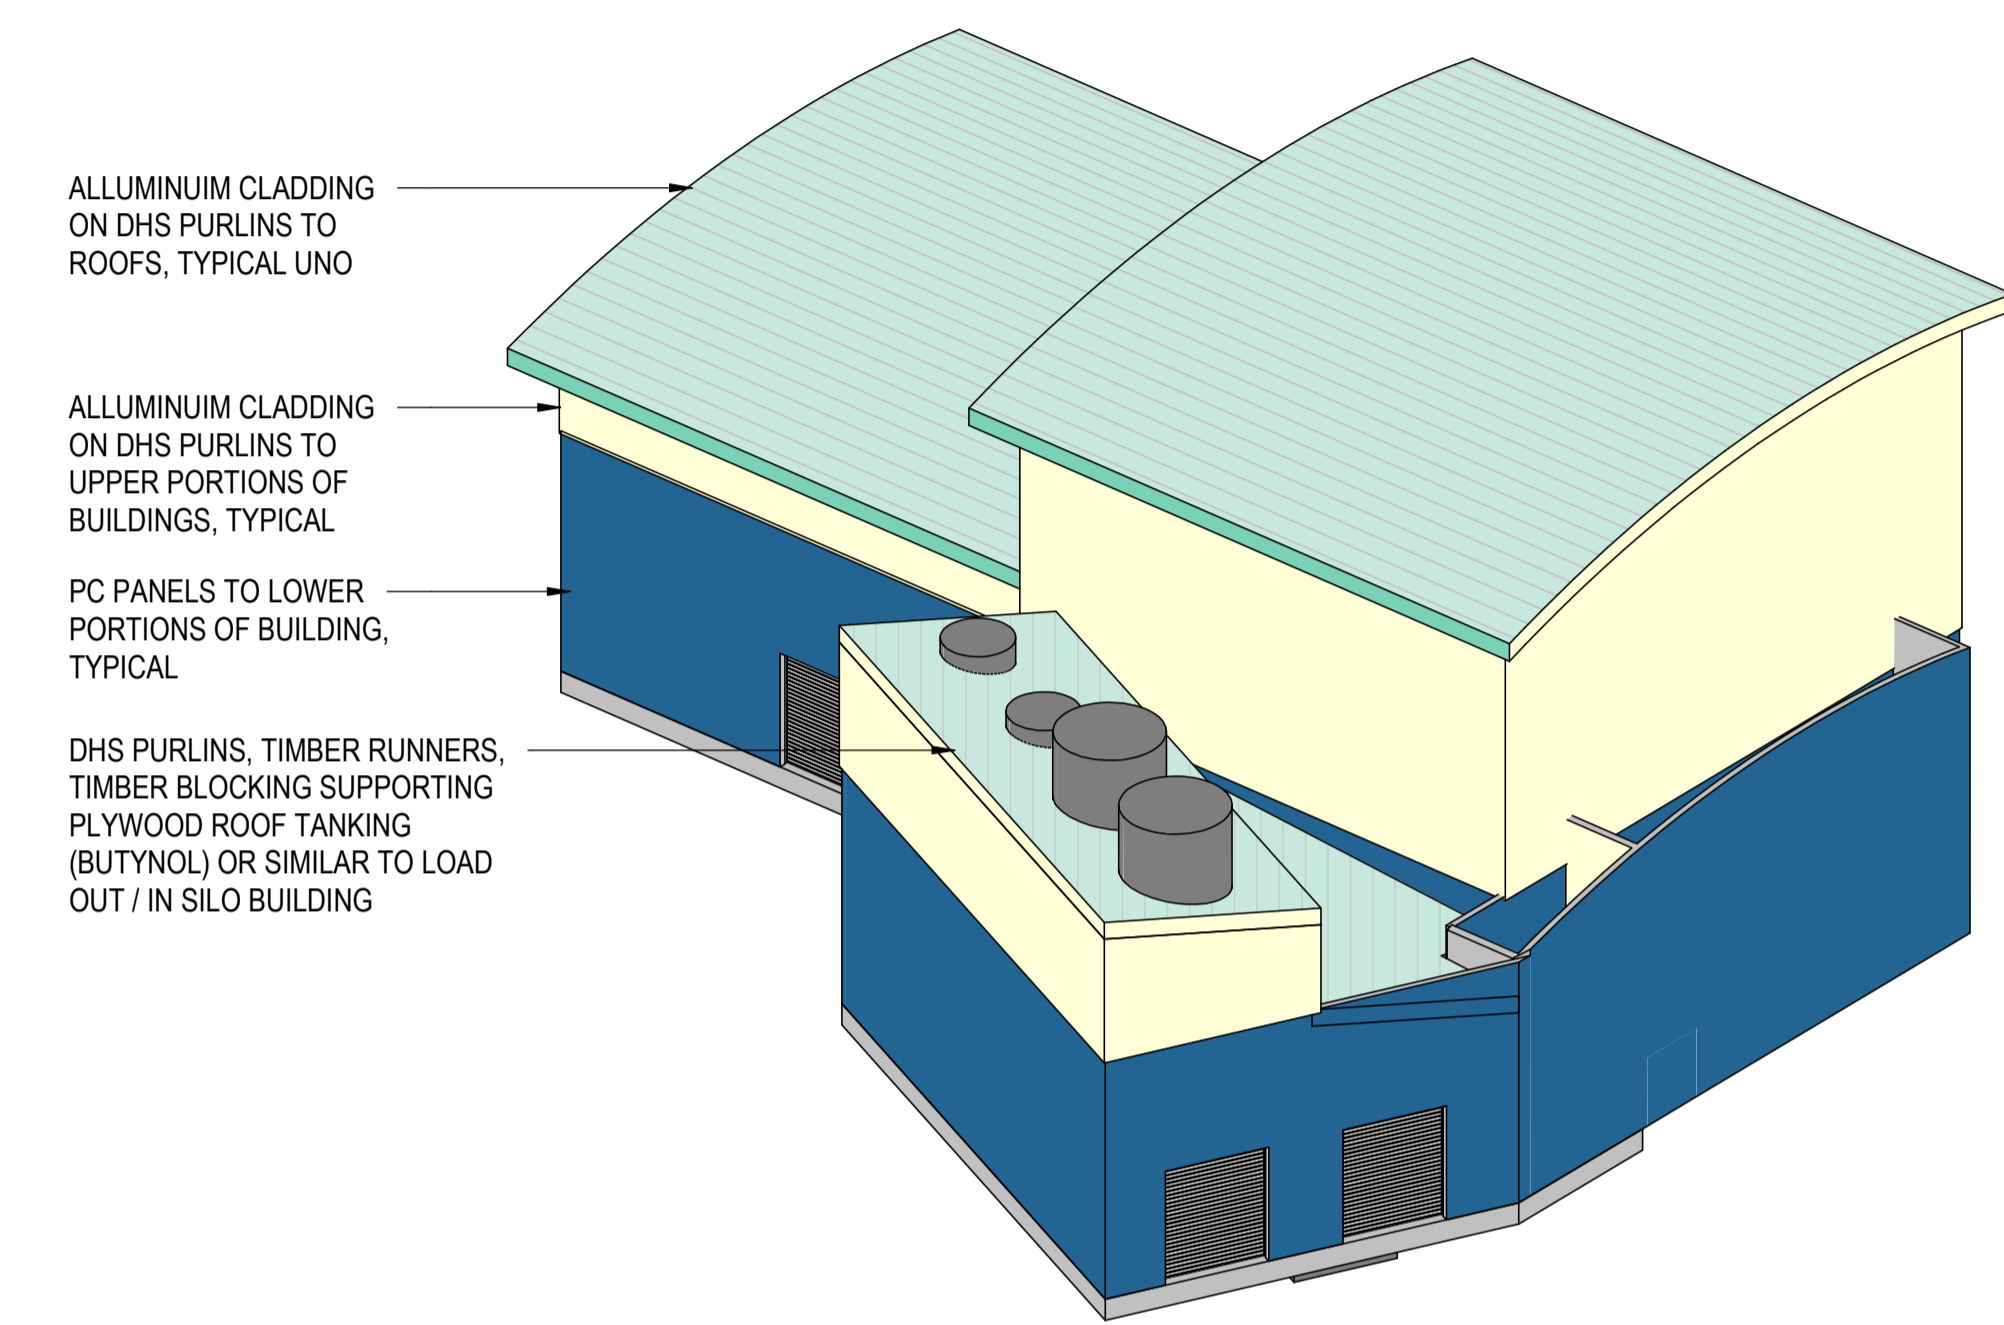 ALLUMINUIM CLADDING
ON DHS PURLINS TO
ROOFS, TYPICAL UNO
ALLUMINUIM CLADDING
ON DHS PURLINS TO
UPPER PORTIONS OF
BUILDINGS, TYPICAL
PC PANELS TO LOWER
PORTIONS OF BUILDING,
TYPICAL
DHS PURLINS, TIMBER RUNNERS,
TIMBER BLOCKING SUPPORTING
PLYWOOD ROOF TANKING
(BUTYNOL) OR SIMILAR TO LOAD
OUT / IN SILO BUILDING